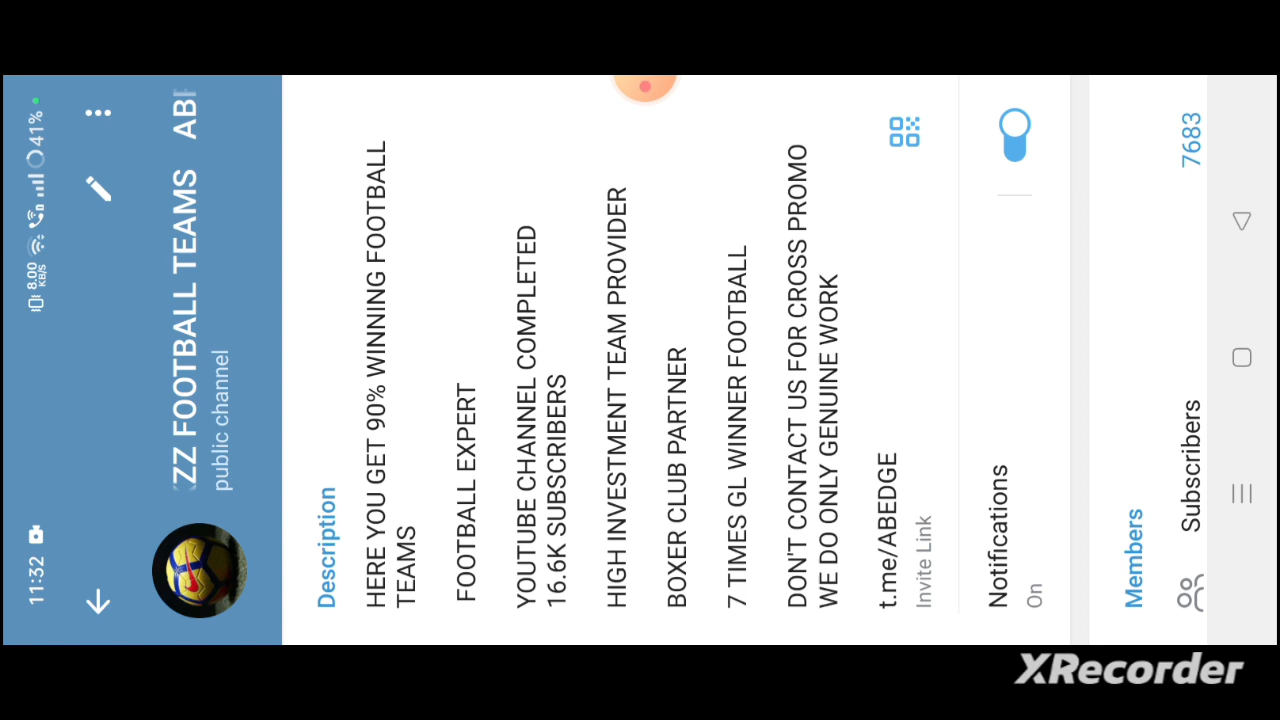 11:32
8.00
KB/S
41%
ZZ FOOTBALL TEAMS
public channel
Description
HERE YOU GET 90% WINNING FOOTBALL
TEAMS
FOOTBALL EXPERT
YOUTUBE CHANNEL COMPLETED
16.6K SUBSCRIBERS
HIGH INVESTMENT TEAM PROVIDER
BOXER CLUB PARTNER
7 TIMES GL WINNER FOOTBALL
DON'T CONTACT US FOR CROSS PROMO
WE DO ONLY GENUINE WORK
t.me/ABEDGE
Invite Link
Notifications
On
Members
Subscribers 7683
XRecorder